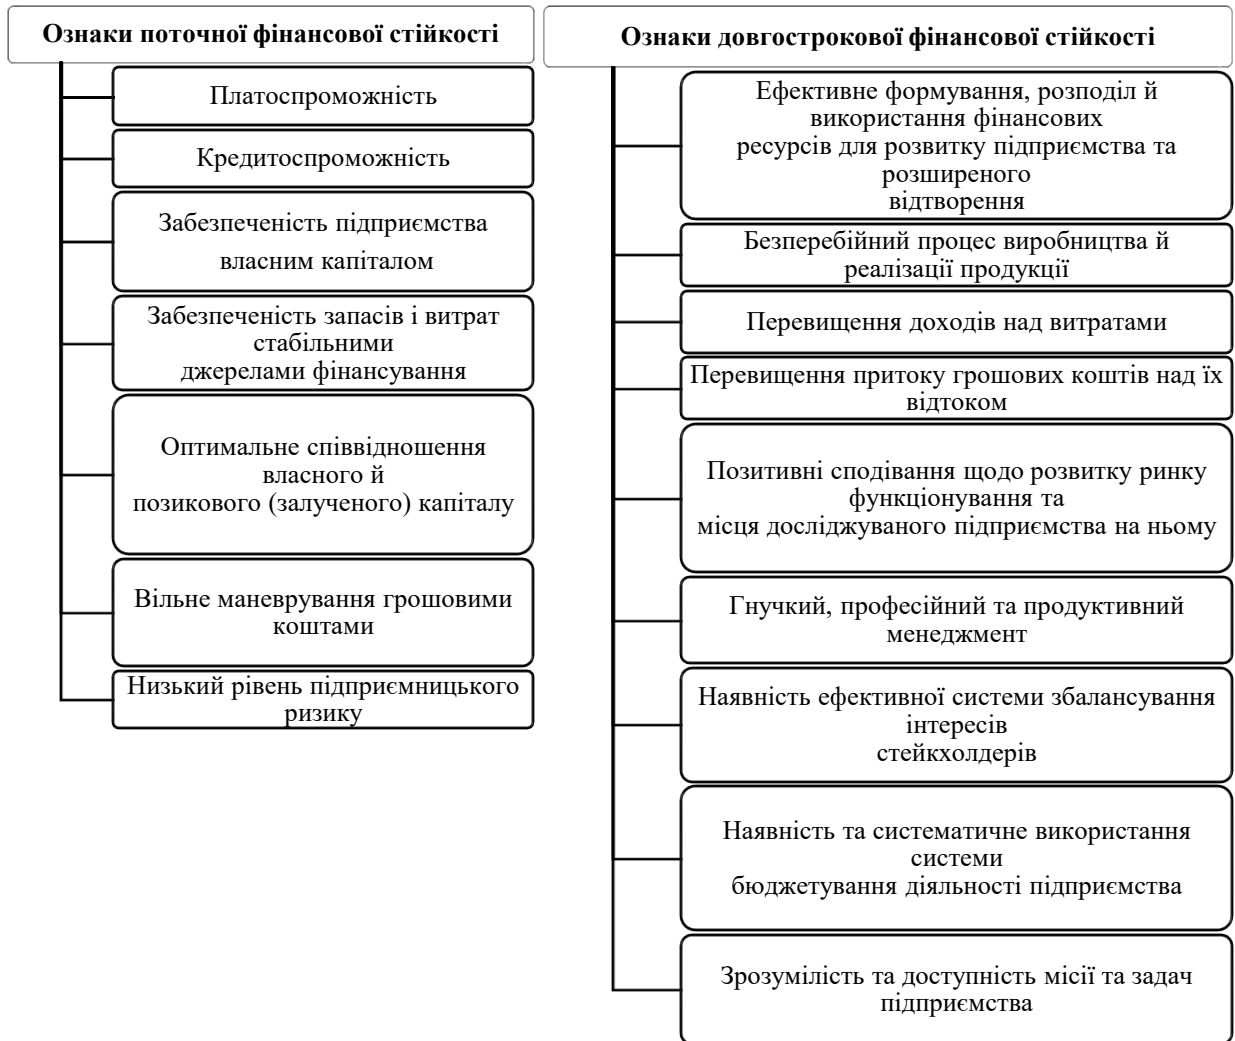 Ознаки поточної фінансової стійкості
Платоспроможність
Кредитоспроможність
Забезпеченість підприємства
власним капіталом
Забезпеченість запасів і витрат
стабільними
джерелами фінансування
Оптимальне співвідношення
власного й
позикового (залученого) капіталу
Вільне маневрування грошовими
коштами
Низький рівень підприємницького
ризику
Ознаки довгострокової фінансової стійкості
Ефективне формування, розподіл й
використання фінансових
ресурсів для розвитку підприємства та
розширеного
відтворення
Безперебійний процес виробництва й
реалізації продукції
Перевищення доходів над витратами
Перевищення притоку грошових коштів над їх
відтоком
Позитивні сподівання щодо розвитку ринку
функціонування та
місця досліджуваного підприємства на ньому
Гнучкий, професійний та продуктивний
менеджмент
Наявність ефективної системи збалансування
інтересів
стейкхолдерів
Наявність та систематичне використання
системи
бюджетування діяльності підприємства
Зрозумілість та доступність місії та задач
підприємства